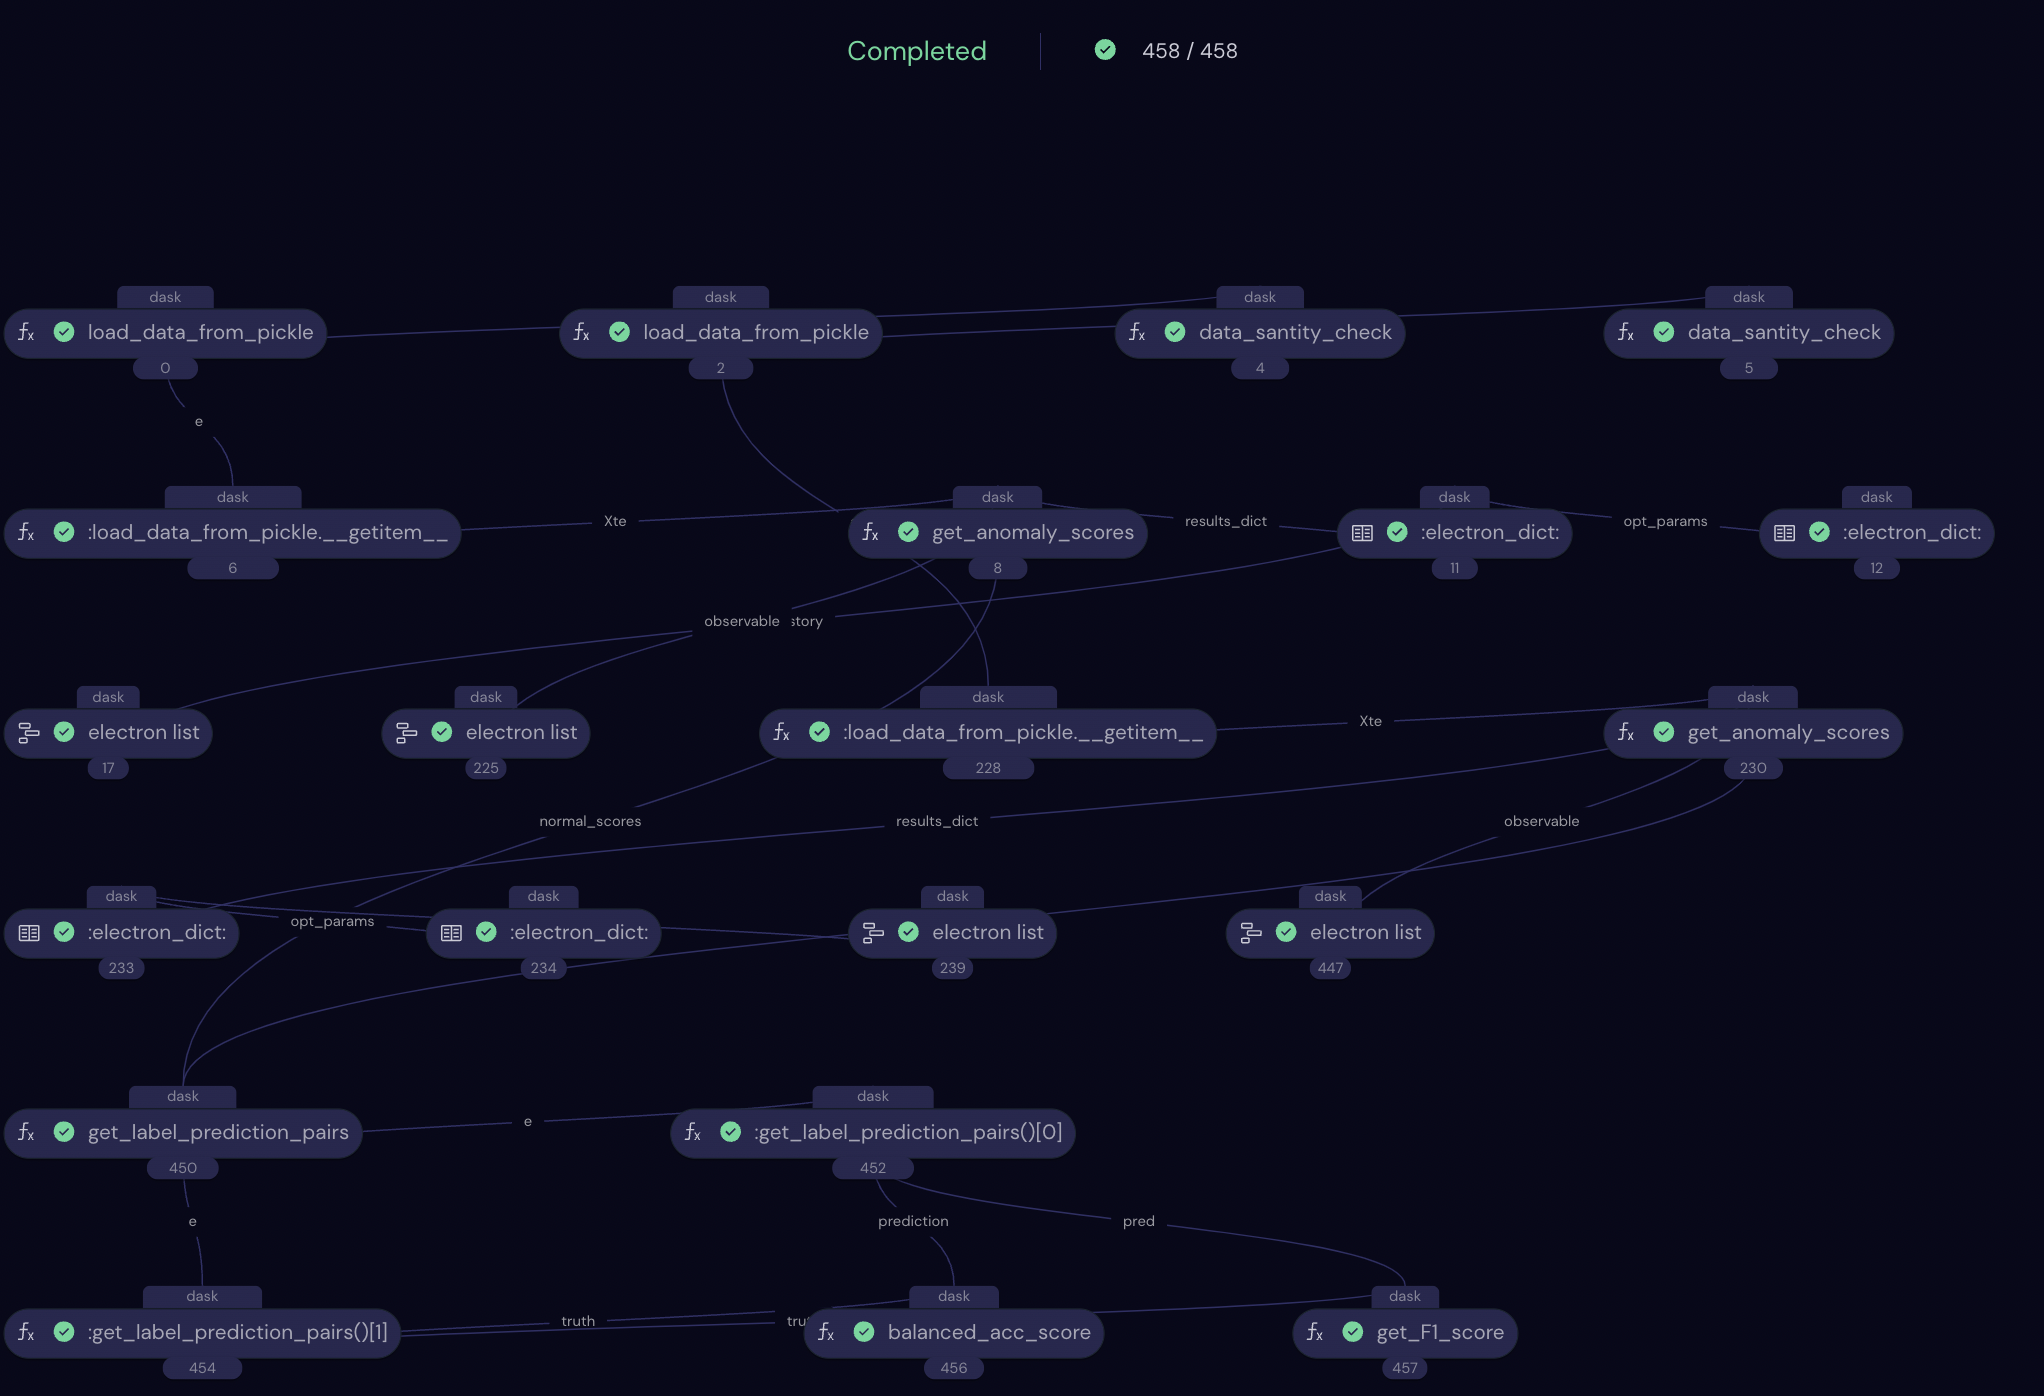 Completed
458 / 458
dask
load_data_from_pickle
0
dask
load_data_from_pickle
2
dask
data_santity_check
4
dask
data_santity_check
5
e
dask
:load_data_from_pickle.__getitem__
6
Xte
dask
get_anomaly_scores
8
results_dict
dask
:electron_dict:
11
opt_params
dask
:electron_dict:
12
observable
story
dask
electron list
17
dask
electron list
225
dask
:load_data_from_pickle.__getitem__
228
Xte
dask
get_anomaly_scores
230
normal_scores
results_dict
observable
dask
:electron_dict:
233
opt_params
dask
:electron_dict:
234
dask
electron list
239
dask
electron list
447
dask
get_label_prediction_pairs
450
e
dask
:get_label_prediction_pairs()[0]
452
e
prediction
pred
dask
:get_label_prediction_pairs()[1]
454
truth
dask
balanced_acc_score
456
dask
get_F1_score
457